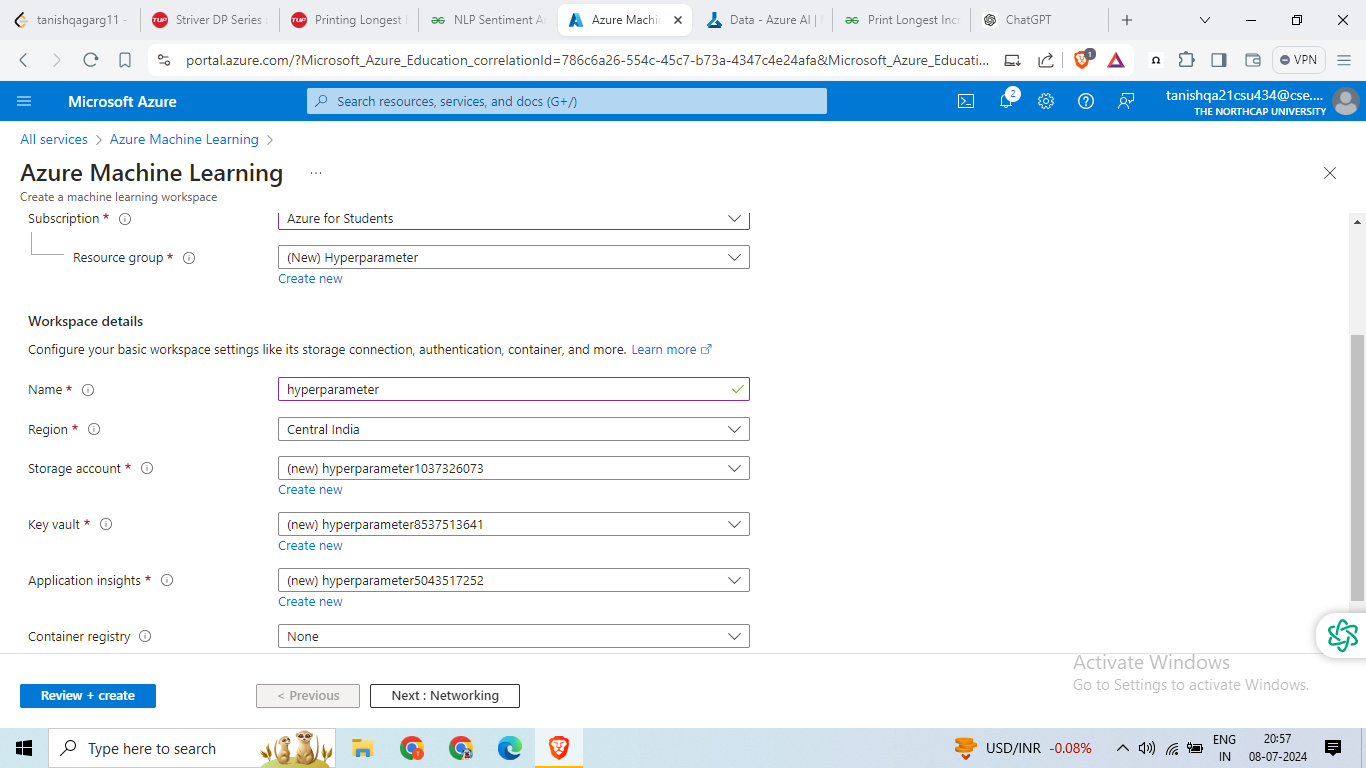 tanishqagarg11 -
Striver DP Series :
Printing Longest I
NLP Sentiment An
Azure Machin
Data - Azure AI |
Print Longest Inc
ChatGPT
portal.azure.com/?Microsoft_Azure_Education_correlationId=786c6a26-554c-45c7-b73a-4347c4e24afa&Microsoft_Azure_Educati...
1
VPN
Microsoft Azure
Search resources, services, and docs (G+/)
2
tanishqa21csu434@cse....
THE NORTHCAP UNIVERSITY
All services > Azure Machine Learning >
Azure Machine Learning ...
Create a machine learning workspace
Subscription * Azure for Students
Resource group * (New) Hyperparameter
Create new
Workspace details
Configure your basic workspace settings like its storage connection, authentication, container, and more. Learn more
Name * hyperparameter
Region * Central India
Storage account * (new) hyperparameter1037326073
Create new
Key vault * (new) hyperparameter8537513641
Create new
Application insights * (new) hyperparameter5043517252
Create new
Container registry None
Activate Windows
Go to Settings to activate Windows.
Review + create
< Previous
Next : Networking
Type here to search
USD/INR -0.08%
ENG
IN
20:57
08-07-2024